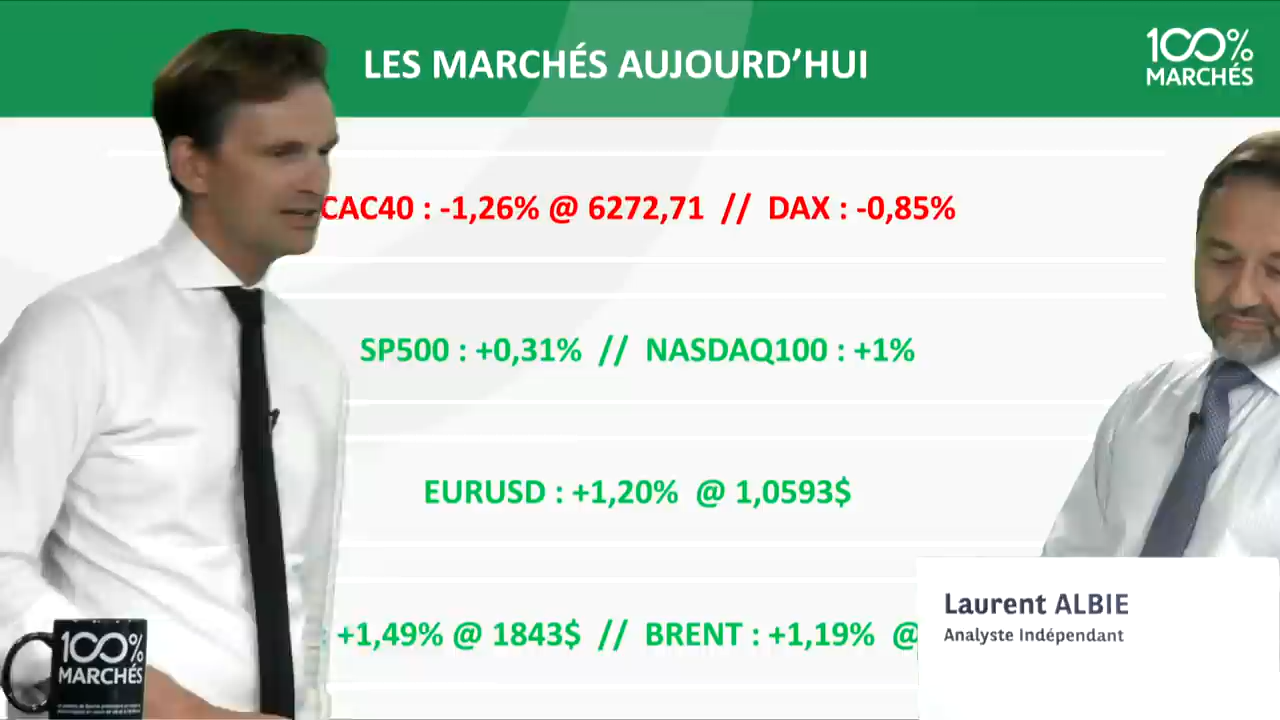 LES MARCHÉS AUJOURD’HUI
100%
MARCHÉS
CAC40 : -1,26% @ 6272,71 // DAX : -0,85%
SP500 : +0,31% // NASDAQ100 : +1%
EURUSD : +1,20% @ 1,0593$
: +1,49% @ 1843$ // BRENT : +1,19% @
Laurent ALBIE
Analyste Indépendant
100%
MARCHÉS